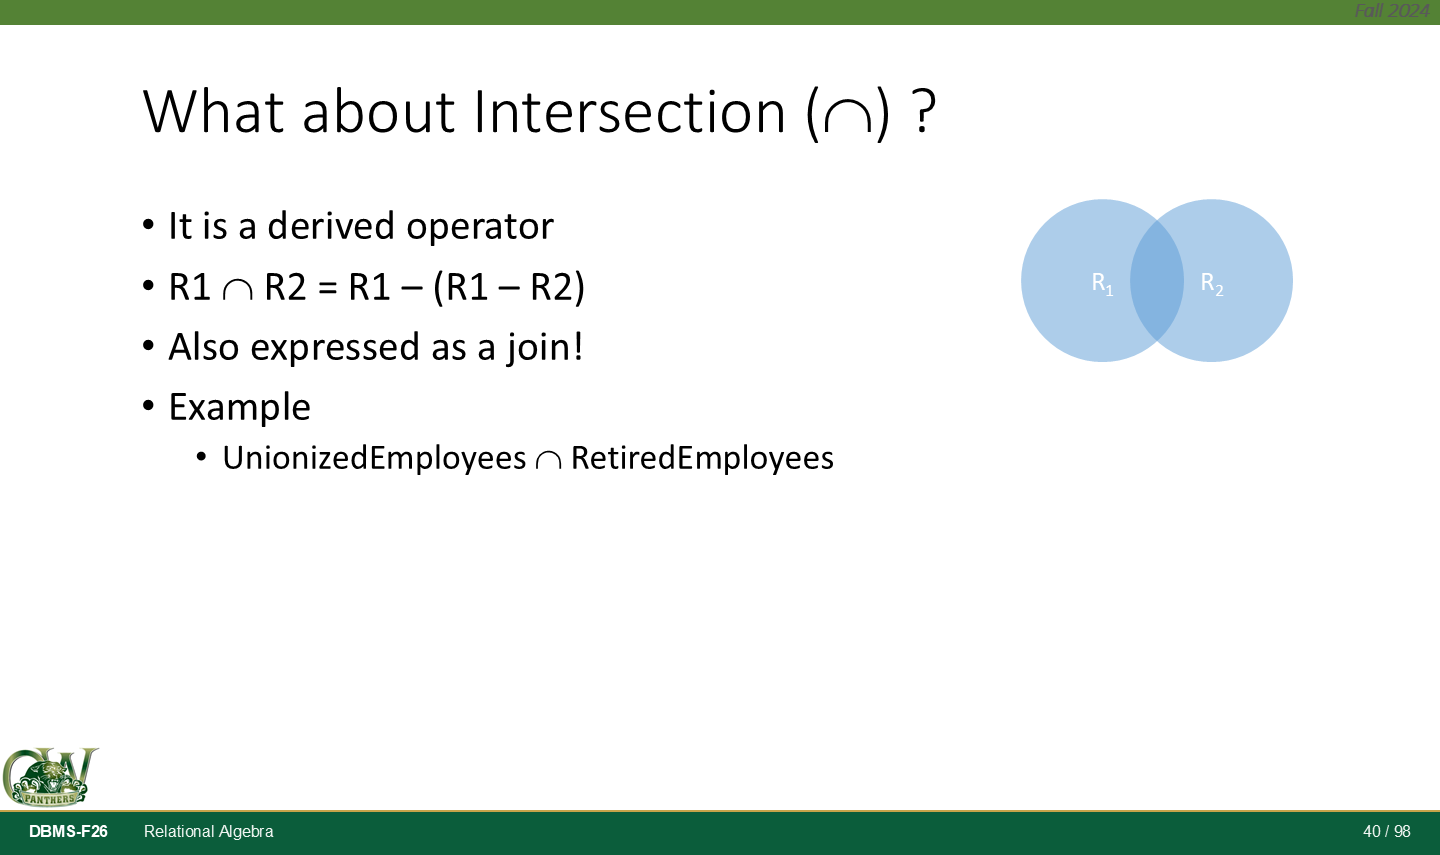 Fall 2024
What about Intersection (∩) ?
• It is a derived operator
• R1 ∩ R2 = R1 – (R1 – R2)
• Also expressed as a join!
• Example
• UnionizedEmployees ∩ RetiredEmployees
R1 R2
OW
PANTHERS
DBMS-F26 Relational Algebra 40 / 98